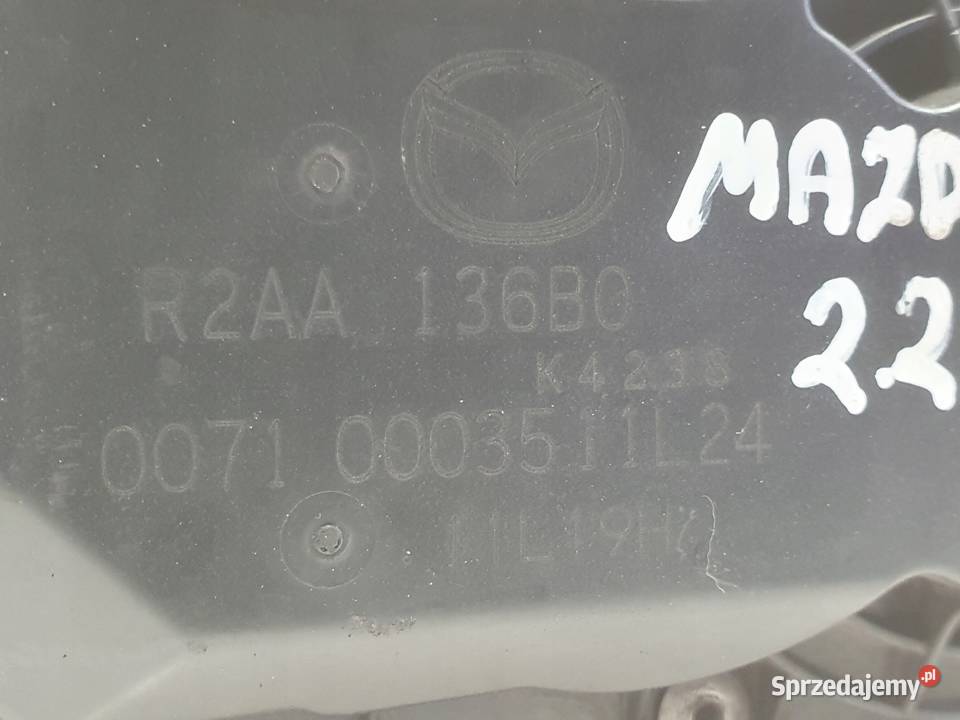 MAZD
R2AA 136B0
22
K4238
0071 0003511L24
11L19H
Sprzedajemy.pl